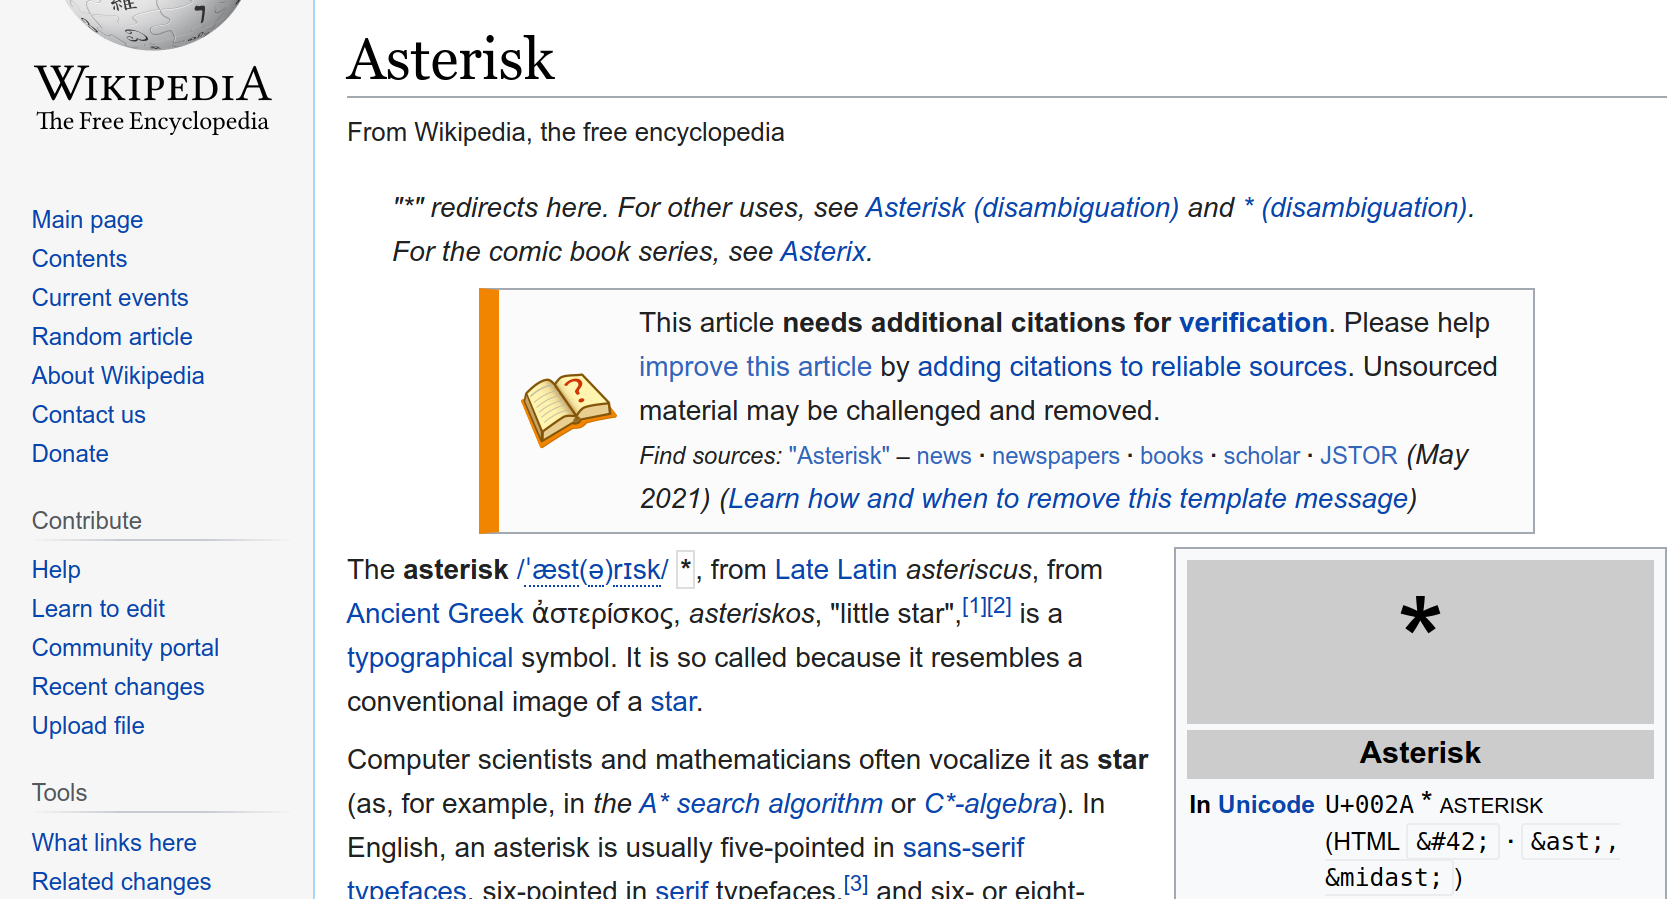 維
ד
WIKIPEDIA
The Free Encyclopedia
Main page
Contents
Current events
Random article
About Wikipedia
Contact us
Donate
Contribute
Help
Learn to edit
Community portal
Recent changes
Upload file
Tools
What links here
Related changes
Asterisk
From Wikipedia, the free encyclopedia
"*" redirects here. For other uses, see Asterisk (disambiguation) and * (disambiguation).
For the comic book series, see Asterix.
This article needs additional citations for verification. Please help
improve this article by adding citations to reliable sources. Unsourced
material may be challenged and removed.
Find sources: "Asterisk" – news · newspapers · books · scholar · JSTOR (May
2021) (Learn how and when to remove this template message)
The asterisk /ˈæst(ə)rɪsk/ *, from Late Latin asteriscus, from
Ancient Greek ἀστερίσκος, asteriskos, "little star",[1][2] is a
typographical symbol. It is so called because it resembles a
conventional image of a star.
Computer scientists and mathematicians often vocalize it as star
(as, for example, in the A* search algorithm or C*-algebra). In
English, an asterisk is usually five-pointed in sans-serif
typefaces, six-pointed in serif typefaces,[3] and six- or eight-
*
Asterisk
In Unicode U+002A * ASTERISK
(HTML &#42; · &ast;,
&midast; )